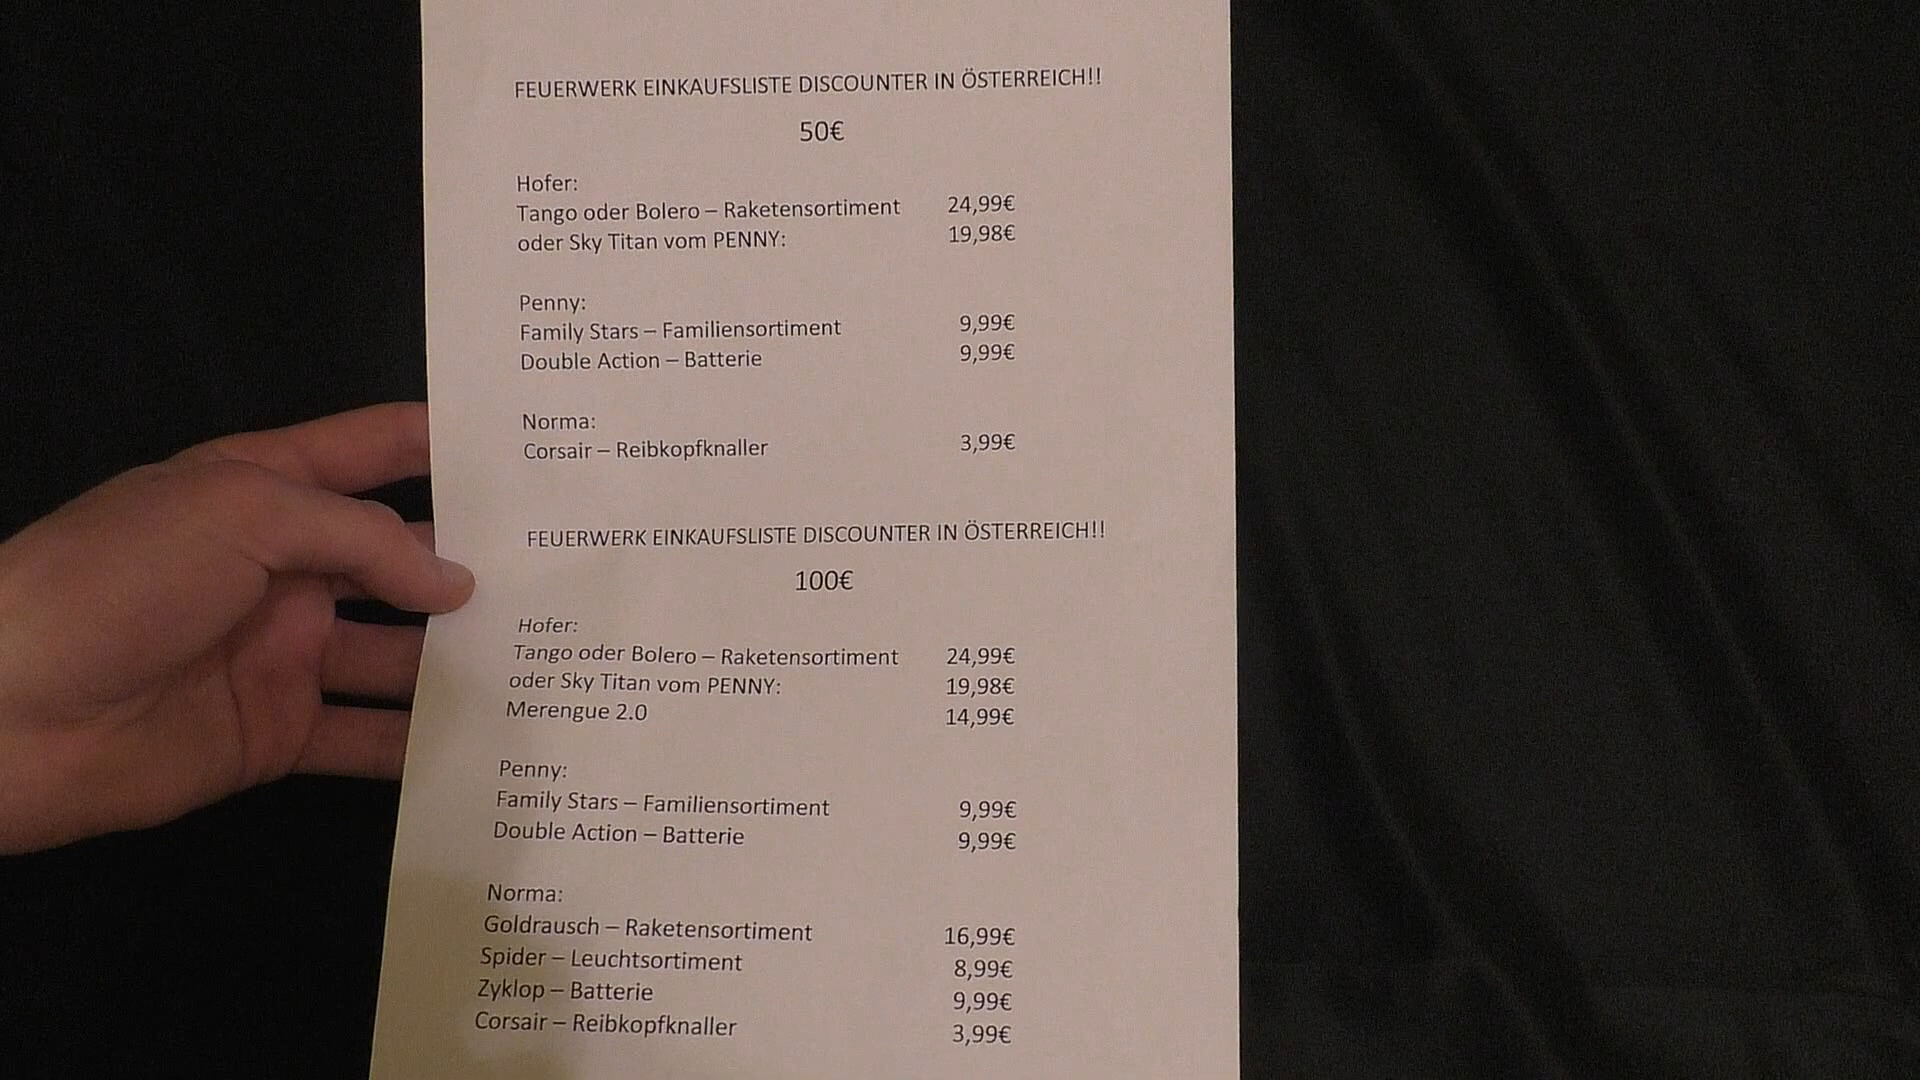 FEUERWERK EINKAUFSLISTE DISCOUNTER IN ÖSTERREICH!!
50€
Hofer:
Tango oder Bolero – Raketensortiment 24,99€
oder Sky Titan vom PENNY: 19,98€
Penny:
Family Stars – Familiensortiment 9,99€
Double Action – Batterie 9,99€
Norma:
Corsair – Reibkopfknaller 3,99€
FEUERWERK EINKAUFSLISTE DISCOUNTER IN ÖSTERREICH!!
100€
Hofer:
Tango oder Bolero – Raketensortiment 24,99€
oder Sky Titan vom PENNY: 19,98€
Merengue 2.0 14,99€
Penny:
Family Stars – Familiensortiment 9,99€
Double Action – Batterie 9,99€
Norma:
Goldrausch – Raketensortiment 16,99€
Spider – Leuchtsortiment 8,99€
Zyklop – Batterie 9,99€
Corsair – Reibkopfknaller 3,99€